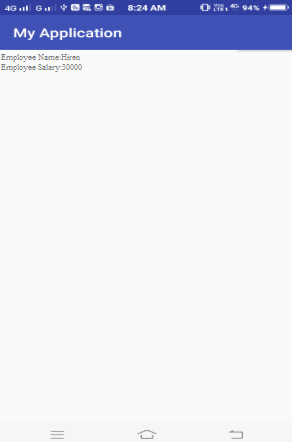 4G G 8:24 AM 4G 94%
My Application
Employee Name:Hiren
Employee Salary:30000